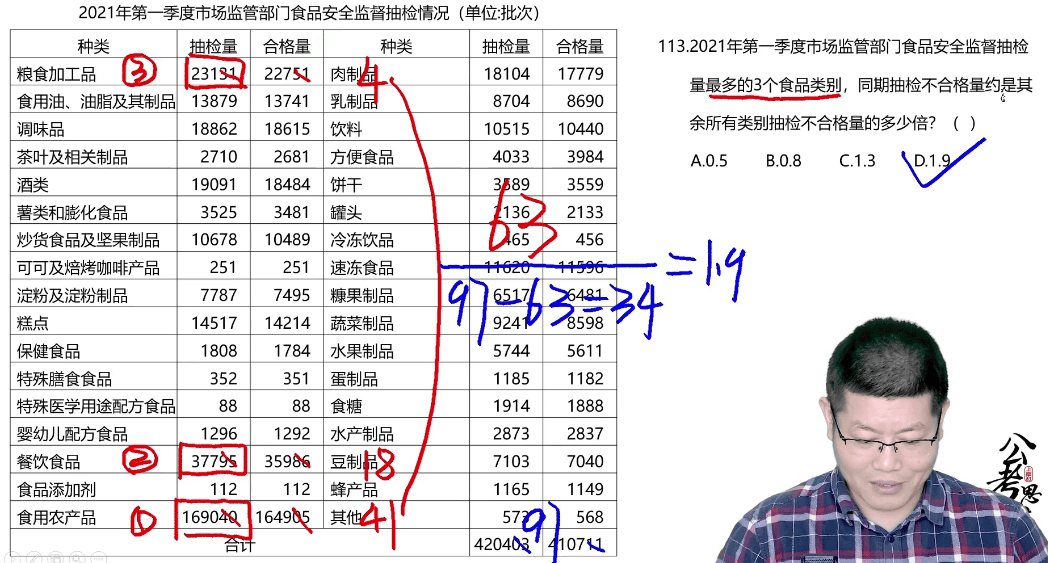 2021年第一季度市场监管部门食品安全监督抽检情况（单位:批次）
种类 抽检量 合格量 种类 抽检量 合格量
粮食加工品 ③ 23131 22751 肉制品 4 18104 17779
食用油、油脂及其制品 13879 13741 乳制品 8704 8690
调味品 18862 18615 饮料 10515 10440
茶叶及相关制品 2710 2681 方便食品 4033 3984
酒类 19091 18484 饼干 3589 3559
薯类和膨化食品 3525 3481 罐头 2136 2133
63
炒货食品及坚果制品 10678 10489 冷冻饮品 465 456
可可及焙烤咖啡产品 251 251 速冻食品 11620 11596
=1.9
淀粉及淀粉制品 7787 7495 糖果制品 6517 6481
97-63=34
糕点 14517 14214 蔬菜制品 9241 8598
保健食品 1808 1784 水果制品 5744 5611
特殊膳食食品 352 351 蛋制品 1185 1182
特殊医学用途配方食品 88 88 食糖 1914 1888
婴幼儿配方食品 1296 1292 水产制品 2873 2837
餐饮食品 ② 37795 35986 豆制品 18 7103 7040
食品添加剂 112 112 蜂产品 1165 1149
食用农产品 ① 169040 164905 其他 41 573 568
97
合计 420403 410711
113.2021年第一季度市场监管部门食品安全监督抽检
量最多的3个食品类别，同期抽检不合格量约是其
余所有类别抽检不合格量的多少倍？（ ）
A.0.5 B.0.8 C.1.3 D.1.9
公考思